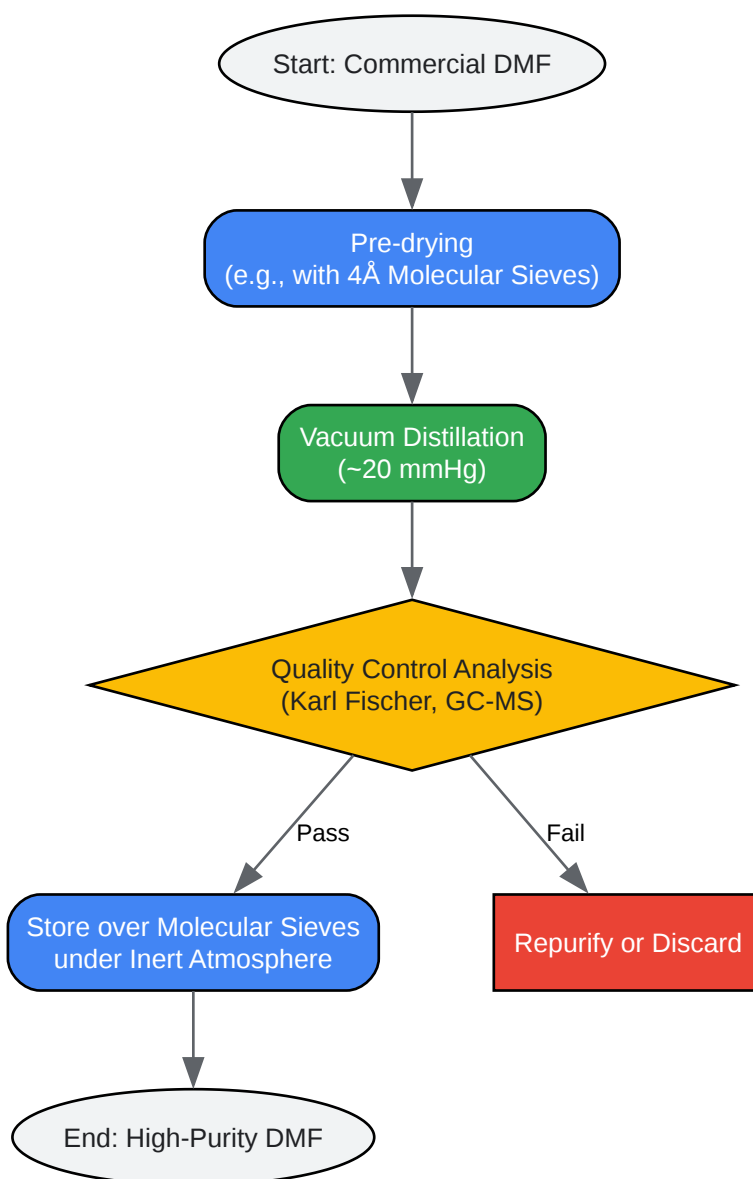 Start: Commercial DMF
Pre-drying
(e.g., with 4Å Molecular Sieves)
Vacuum Distillation
(~20 mmHg)
Quality Control Analysis
(Karl Fischer, GC-MS)
Pass
Fail
Store over Molecular Sieves
under Inert Atmosphere
Repurify or Discard
End: High-Purity DMF